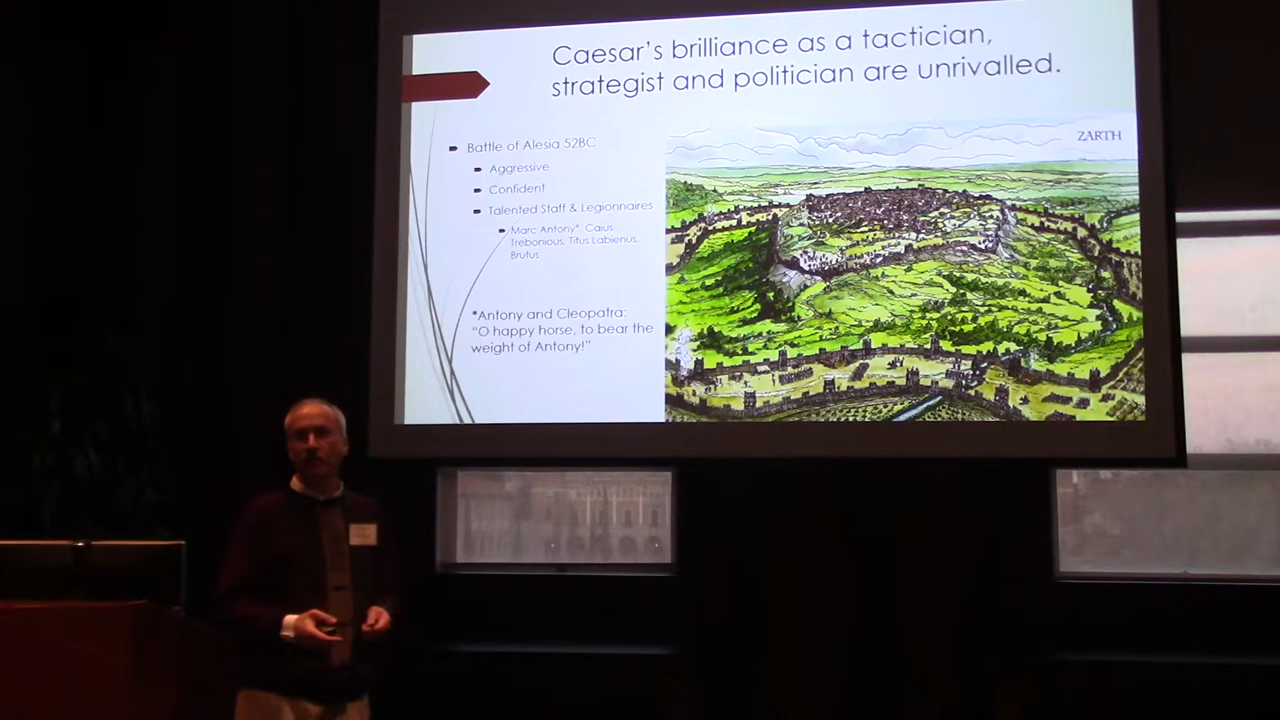 Caesar's brilliance as a tactician,
strategist and politician are unrivalled.
Battle of Alesia 52BC
Aggressive
Confident
Talented Staff & Legionnaires
Marc Antony*, Caius
Trebonious, Titus Labienus,
Brutus
*Antony and Cleopatra:
"O happy horse, to bear the
weight of Antony!"
ZARTH